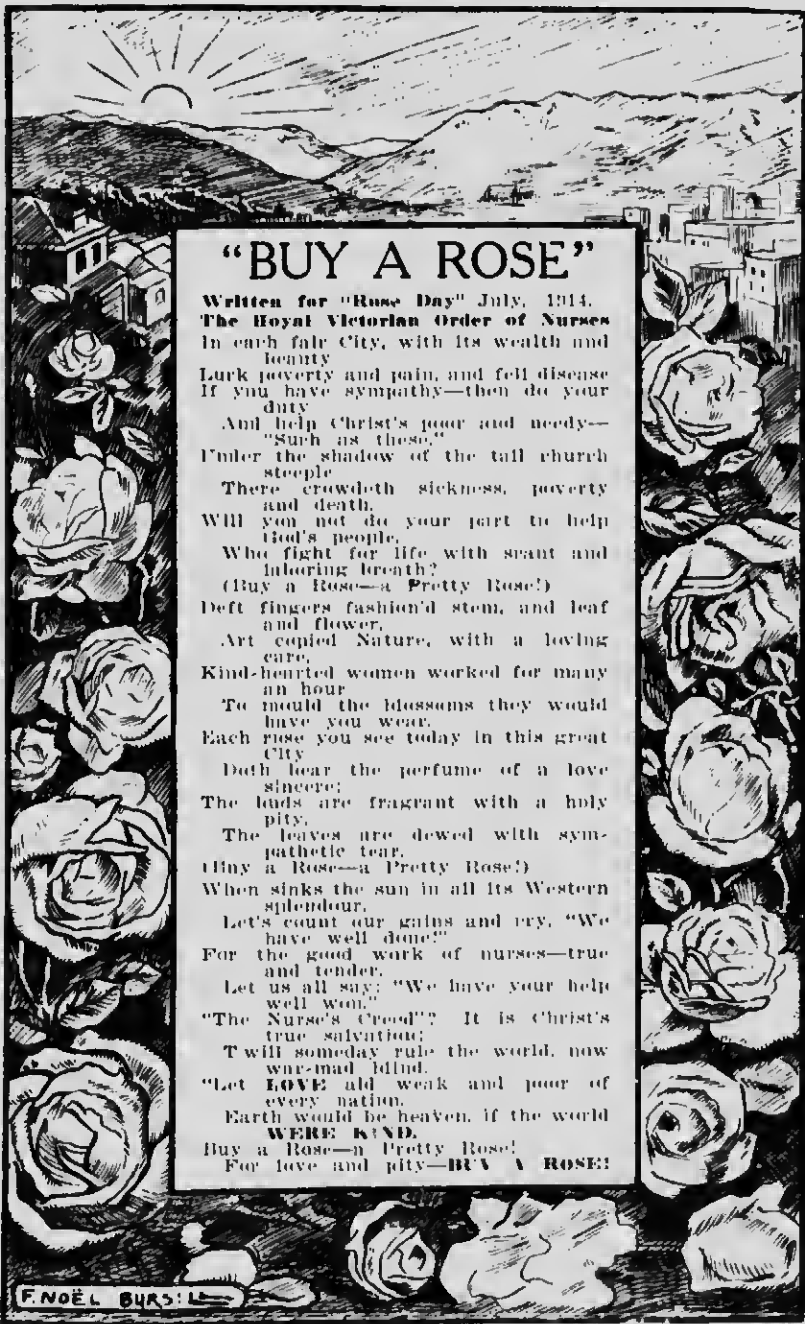 "BUY A ROSE"
Written for "Rose Day" July, 1914.
The Royal Victorian Order of Nurses
In each fair City, with its wealth and
beauty
Lurk poverty and pain, and fell disease
If you have sympathy—then do your
duty
And help Christ's poor and needy—
"Such as these."
Under the shadow of the tall church
steeple
There crowdeth sickness, poverty
and death.
Will you not do your part to help
God's people,
Who fight for life with scant and
laboring breath?
(Buy a Rose—a Pretty Rose!)
Deft fingers fashion'd stem, and leaf
and flower,
Art copied Nature, with a loving
care,
Kind-hearted women worked for many
an hour
To mould the blossoms they would
have you wear.
Each rose you see today in this great
City
Doth bear the perfume of a love
sincere;
The buds are fragrant with a holy
pity,
The leaves are dewed with sym-
pathetic tear.
(Buy a Rose—a Pretty Rose!)
When sinks the sun in all its Western
splendour,
Let's count our gains and cry, "We
have well done!"
For the good work of nurses—true
and tender,
Let us all say: "We have your help
well won."
"The Nurse's Creed"? It is Christ's
true salvation;
Twill someday rule the world, now
war-mad blind.
"Let LOVE aid weak and poor of
every nation.
Earth would be heaven, if the world
WERE KIND.
Buy a Rose—a Pretty Rose!
For love and pity—BUY A ROSE!
F. NOËL BURSILL